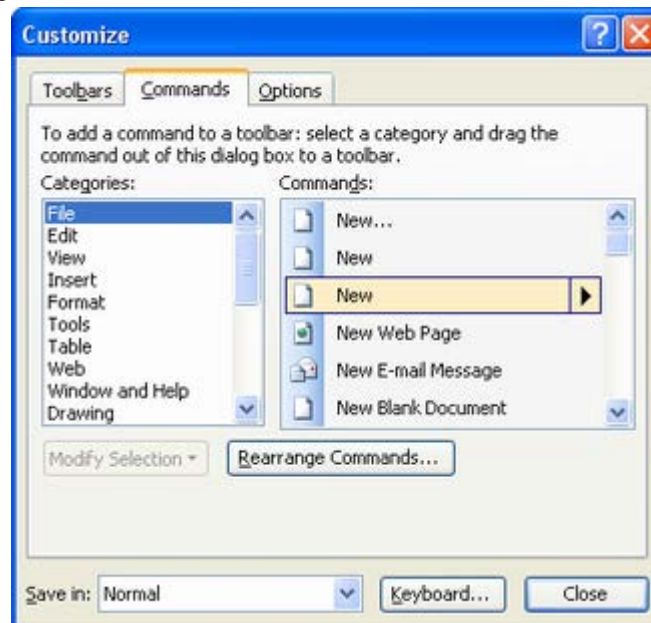 Customize
Toolbars
Commands
Options
To add a command to a toolbar: select a category and drag the
command out of this dialog box to a toolbar.
Categories:
File
Edit
View
Insert
Format
Tools
Table
Web
Window and Help
Drawing
Commands:
New...
New
New
New Web Page
New E-mail Message
New Blank Document
Modify Selection
Rearrange Commands...
Save in:
Normal
Keyboard...
Close